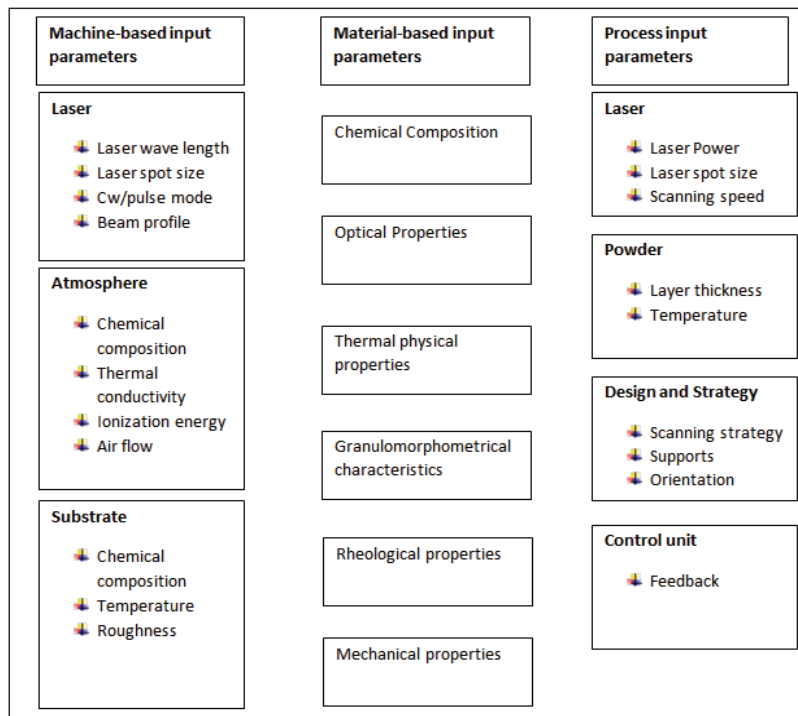 Machine-based input
parameters
Laser
Laser wave length
Laser spot size
Cw/pulse mode
Beam profile
Atmosphere
Chemical
composition
Thermal
conductivity
Ionization energy
Air flow
Substrate
Chemical
composition
Temperature
Roughness
Material-based input
parameters
Chemical Composition
Optical Properties
Thermal physical
properties
Granulomorphometrical
characteristics
Rheological properties
Mechanical properties
Process input
parameters
Laser
Laser Power
Laser spot size
Scanning speed
Powder
Layer thickness
Temperature
Design and Strategy
Scanning strategy
Supports
Orientation
Control unit
Feedback